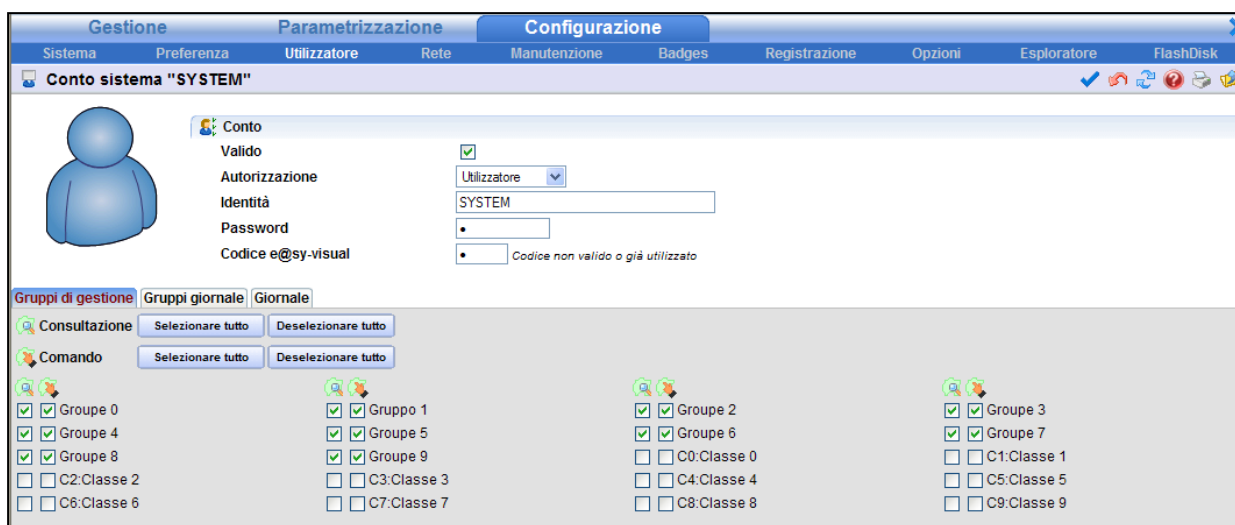 Gestione Parametrizzazione Configurazione
Sistema Preferenza Utilizzatore Rete Manutenzione Badges Registrazione Opzioni Esploratore FlashDisk
Conto sistema "SYSTEM"
Conto
Valido
Autorizzazione Utilizzatore
Identità SYSTEM
Password •
Codice e@sy-visual • Codice non valido o già utilizzato
Gruppi di gestione Gruppi giornale Giornale
Consultazione Selezionare tutto Deselezionare tutto
Comando Selezionare tutto Deselezionare tutto
Groupe 0 Gruppo 1 Groupe 2 Groupe 3
Groupe 4 Groupe 5 Groupe 6 Groupe 7
Groupe 8 Groupe 9 C0:Classe 0 C1:Classe 1
C2:Classe 2 C3:Classe 3 C4:Classe 4 C5:Classe 5
C6:Classe 6 C7:Classe 7 C8:Classe 8 C9:Classe 9